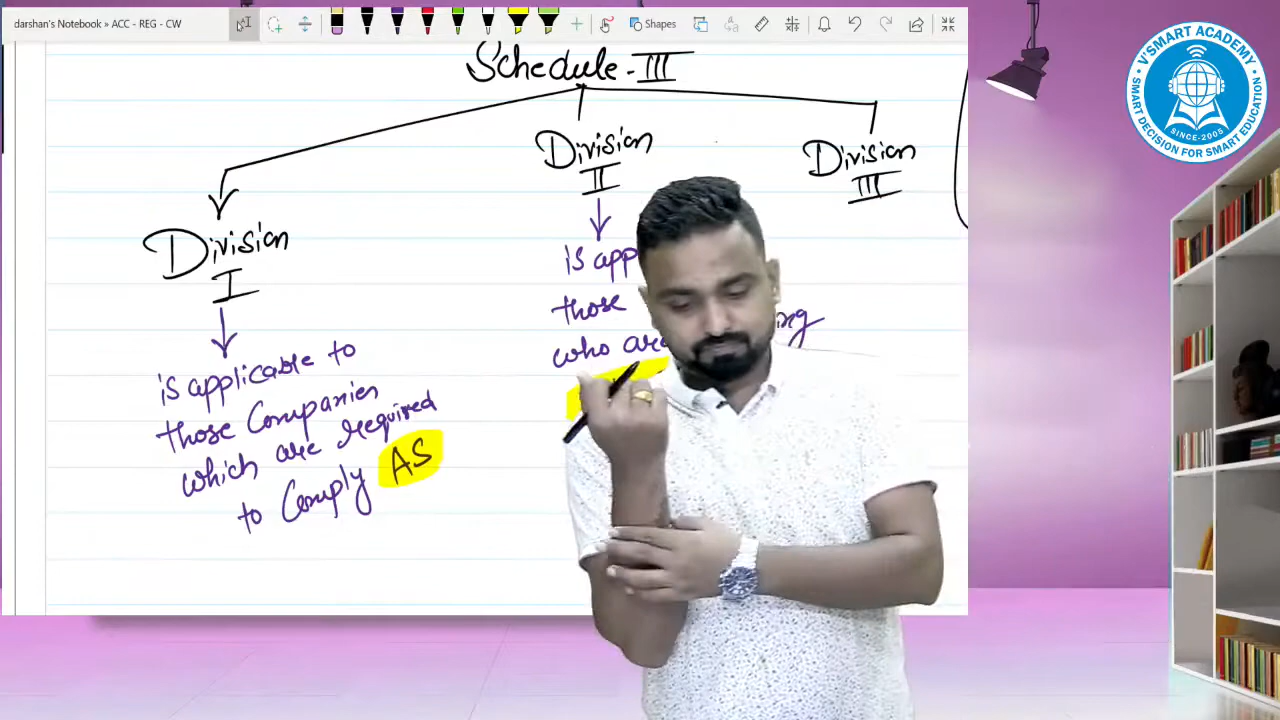 darshan's Notebook » ACC - REG - CW
Shapes
V'SMART ACADEMY
SINCE-2005
SMART DECISION FOR SMART EDUCATION
Schedule - III
Division
I
is applicable to
those Companies
which are required
to Comply AS
Division
II
is app
those
who are
Division
III